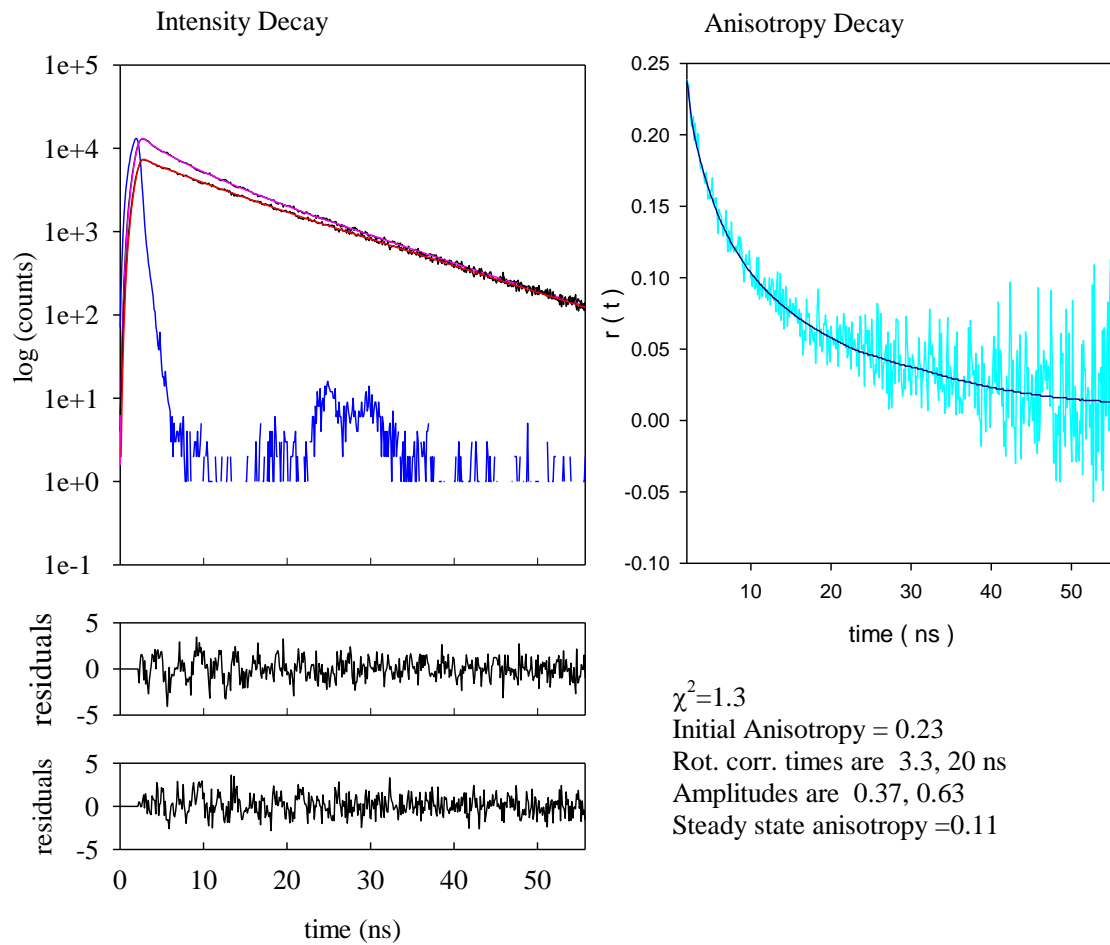 Intensity Decay
log (counts)
1e+5
1e+4
1e+3
1e+2
1e+1
1e+0
1e-1
residuals
5
0
-5
residuals
5
0
-5
0 10 20 30 40 50
time (ns)
Anisotropy Decay
r ( t )
0.25
0.20
0.15
0.10
0.05
0.00
-0.05
-0.10
10 20 30 40 50
time ( ns )
χ²=1.3
Initial Anisotropy = 0.23
Rot. corr. times are 3.3, 20 ns
Amplitudes are 0.37, 0.63
Steady state anisotropy =0.11